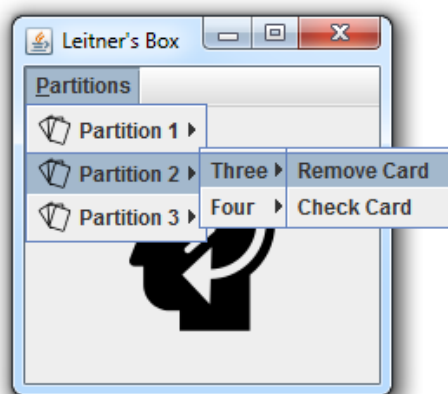 Leitner's Box
Partitions
Partition 1
Partition 2 Three Remove Card
Four Check Card
Partition 3